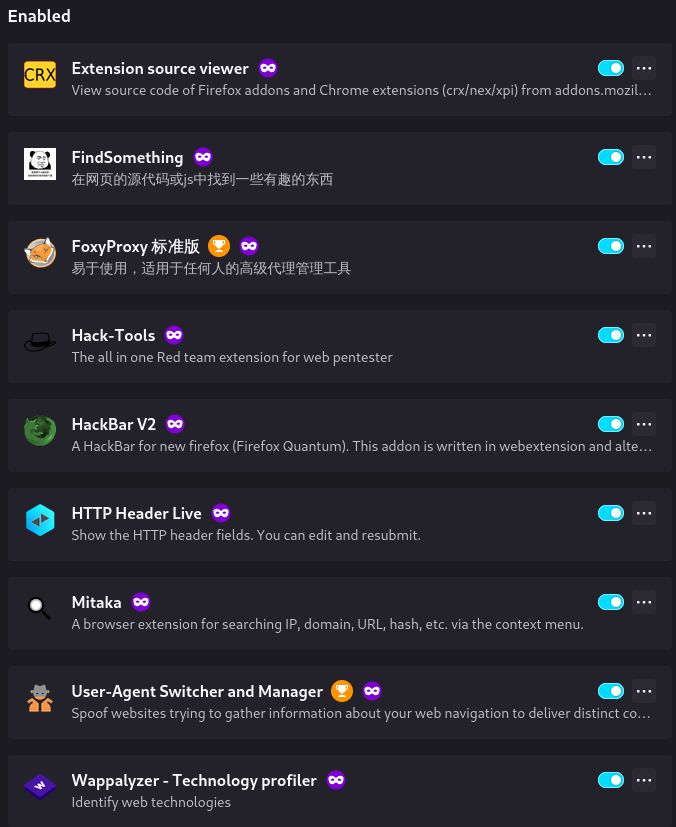 Enabled
CRX
Extension source viewer
View source code of Firefox addons and Chrome extensions (crx/nex/xpi) from addons.mozil…
FindSomething
在网页的源代码或js中找到一些有趣的东西
FoxyProxy 标准版
易于使用，适用于任何人的高级代理管理工具
Hack-Tools
The all in one Red team extension for web pentester
HackBar V2
A HackBar for new firefox (Firefox Quantum). This addon is written in webextension and alte…
HTTP Header Live
Show the HTTP header fields. You can edit and resubmit.
Mitaka
A browser extension for searching IP, domain, URL, hash, etc. via the context menu.
User-Agent Switcher and Manager
Spoof websites trying to gather information about your web navigation to deliver distinct co…
W
Wappalyzer - Technology profiler
Identify web technologies